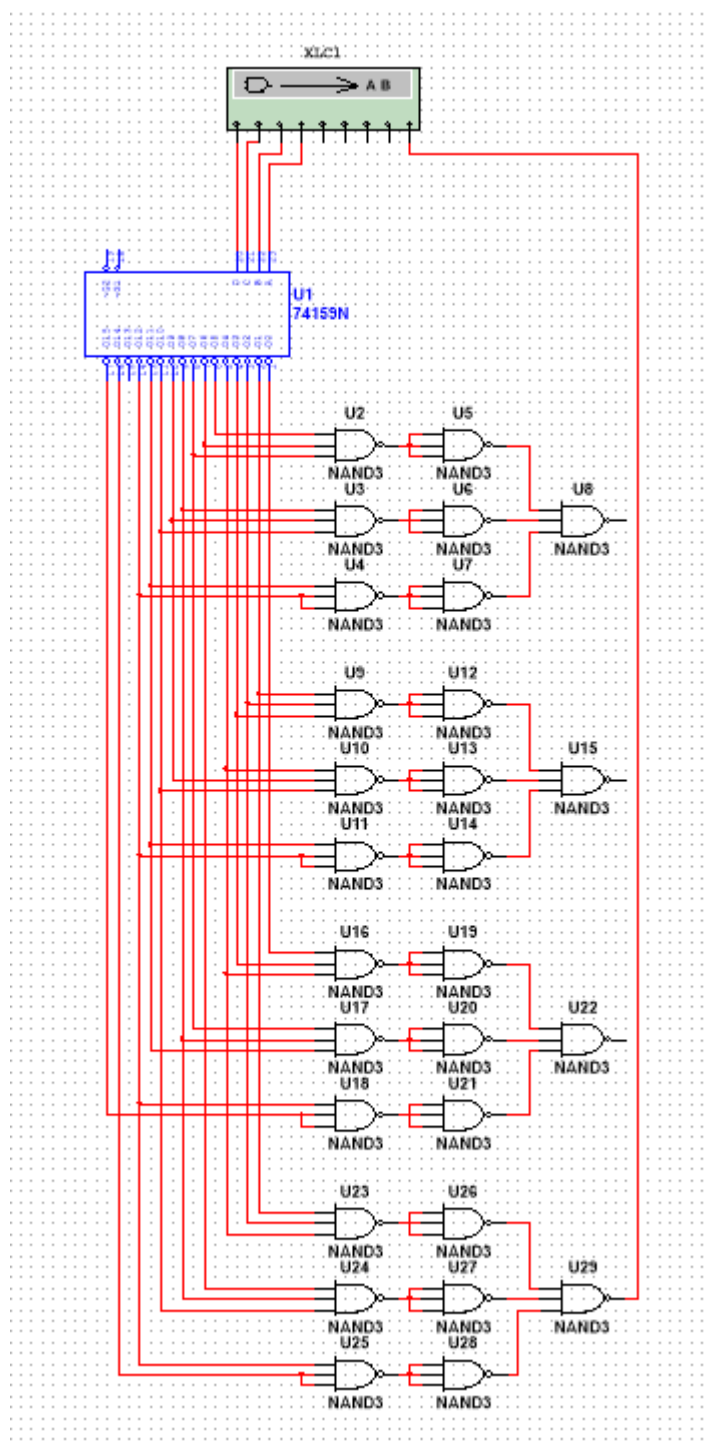 XLC1
A B
U1
74159N
U2 U5
NAND3 NAND3
U3 U6 U8
NAND3 NAND3 NAND3
U4 U7
NAND3 NAND3
U9 U12
NAND3 NAND3
U10 U13 U15
NAND3 NAND3 NAND3
U11 U14
NAND3 NAND3
U16 U19
NAND3 NAND3
U17 U20 U22
NAND3 NAND3 NAND3
U18 U21
NAND3 NAND3
U23 U26
NAND3 NAND3
U24 U27 U29
NAND3 NAND3 NAND3
U25 U28
NAND3 NAND3